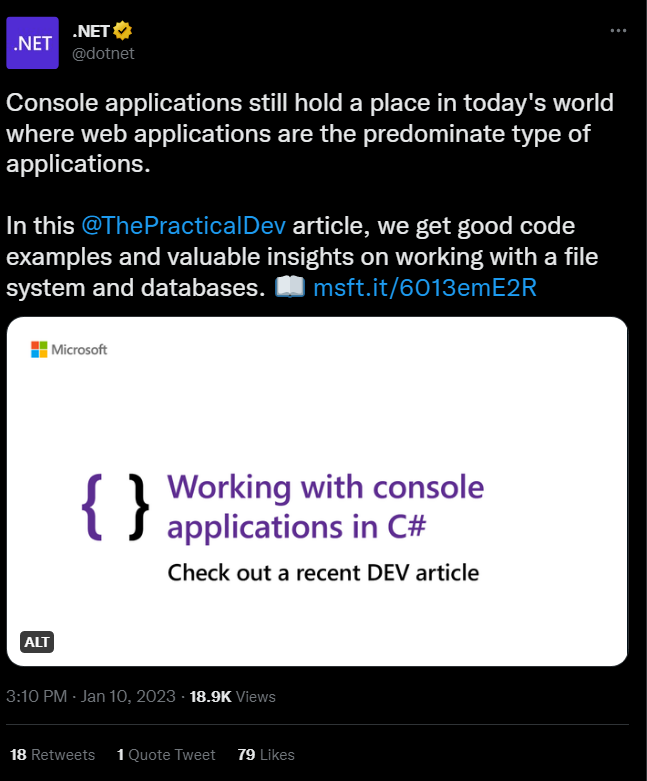 .NET
.NET
@dotnet
Console applications still hold a place in today's world
where web applications are the predominate type of
applications.
In this @ThePracticalDev article, we get good code
examples and valuable insights on working with a file
system and databases. 📖 msft.it/6013emE2R
Microsoft
{ } Working with console
applications in C#
Check out a recent DEV article
ALT
3:10 PM · Jan 10, 2023 · 18.9K Views
18 Retweets 1 Quote Tweet 79 Likes